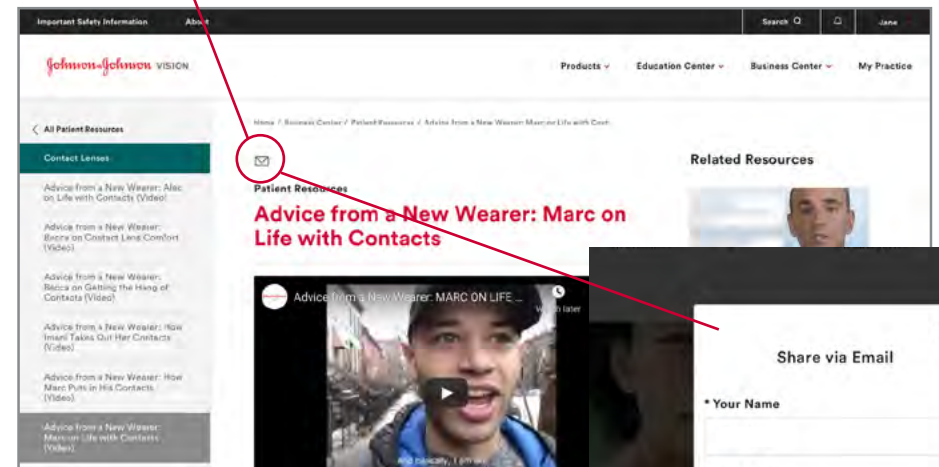 Important Safety Information About Search Jane
Johnson & Johnson VISION
Products Education Center Business Center My Practice
All Patient Resources
Home / Business Center / Patient Resources / Advice from a New Wearer: Marc on Life with Cont...
Contact Lenses
Advice from a New Wearer: Alec
on Life with Contacts (Video)
Advice from a New Wearer:
Becca on Contact Lens Comfort
(Video)
Advice from a New Wearer:
Becca on Getting the Hang of
Contacts (Video)
Advice from a New Wearer: How
Imani Takes Out Her Contacts
(Video)
Advice from a New Wearer: How
Marc Puts in His Contacts
(Video)
Advice from a New Wearer:
Marc on Life with Contacts
(Video)
Patient Resources
Advice from a New Wearer: Marc on
Life with Contacts
Advice from a New Wearer: MARC ON LIFE ...
Watch later
And basically, I am
Related Resources
Share via Email
* Your Name